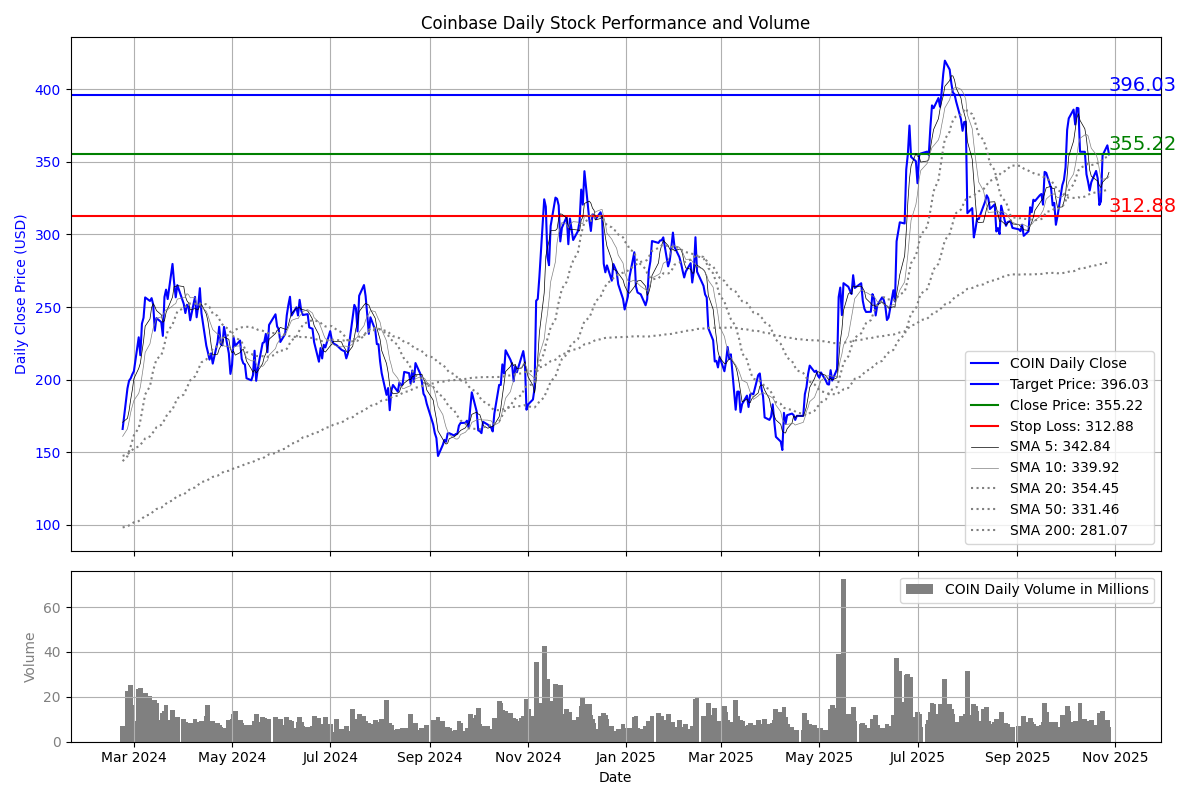 Coinbase Daily Stock Performance and Volume
Daily Close Price (USD)
400
350
300
250
200
150
100
396.03
355.22
312.88
COIN Daily Close
Target Price: 396.03
Close Price: 355.22
Stop Loss: 312.88
SMA 5: 342.84
SMA 10: 339.92
SMA 20: 354.45
SMA 50: 331.46
SMA 200: 281.07
Volume
60
40
20
0
COIN Daily Volume in Millions
Mar 2024 May 2024 Jul 2024 Sep 2024 Nov 2024 Jan 2025 Mar 2025 May 2025 Jul 2025 Sep 2025 Nov 2025
Date